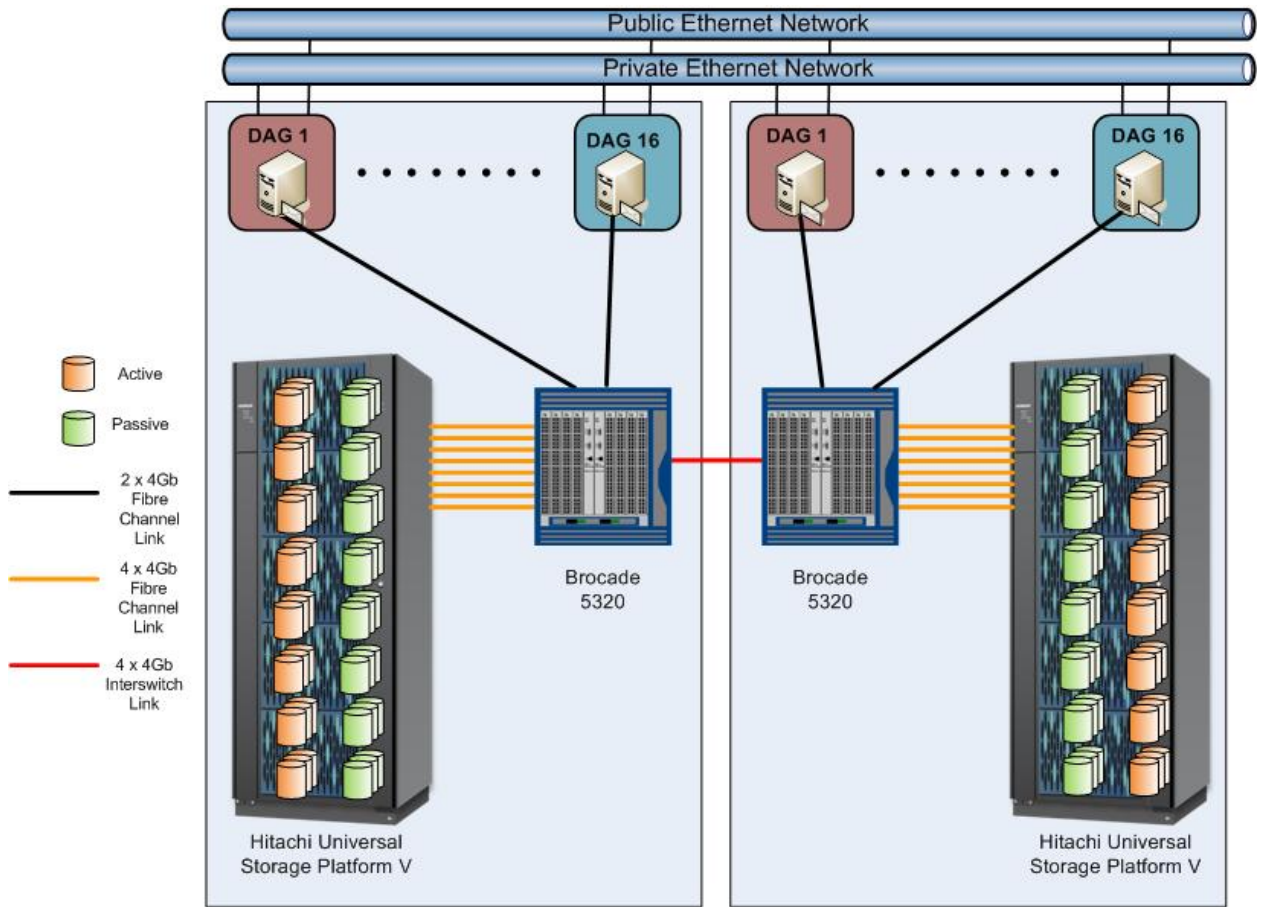 Public Ethernet Network
Private Ethernet Network
DAG 1
DAG 16
DAG 1
DAG 16
Active
Passive
2 x 4Gb
Fibre
Channel
Link
4 x 4Gb
Fibre
Channel
Link
4 x 4Gb
Interswitch
Link
Brocade
5320
Brocade
5320
Hitachi Universal
Storage Platform V
Hitachi Universal
Storage Platform V